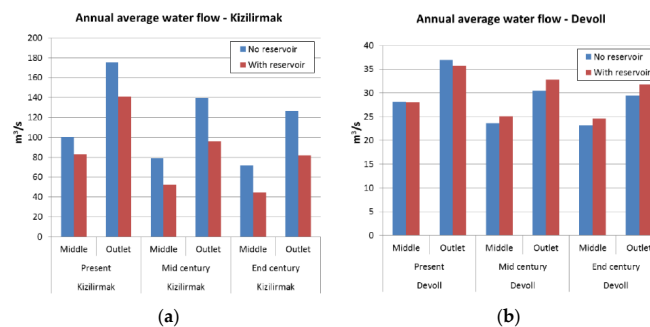 Annual average water flow - Kizilirmak
m³/s
200
180
160
140
120
100
80
60
40
20
0
No reservoir
With reservoir
Middle Outlet Middle Outlet Middle Outlet
Present Mid century End century
Kizilirmak Kizilirmak Kizilirmak
(a)
Annual average water flow - Devoll
m³/s
40
35
30
25
20
15
10
5
0
No reservoir
With reservoir
Middle Outlet Middle Outlet Middle Outlet
Present Mid century End century
Devoll Devoll Devoll
(b)